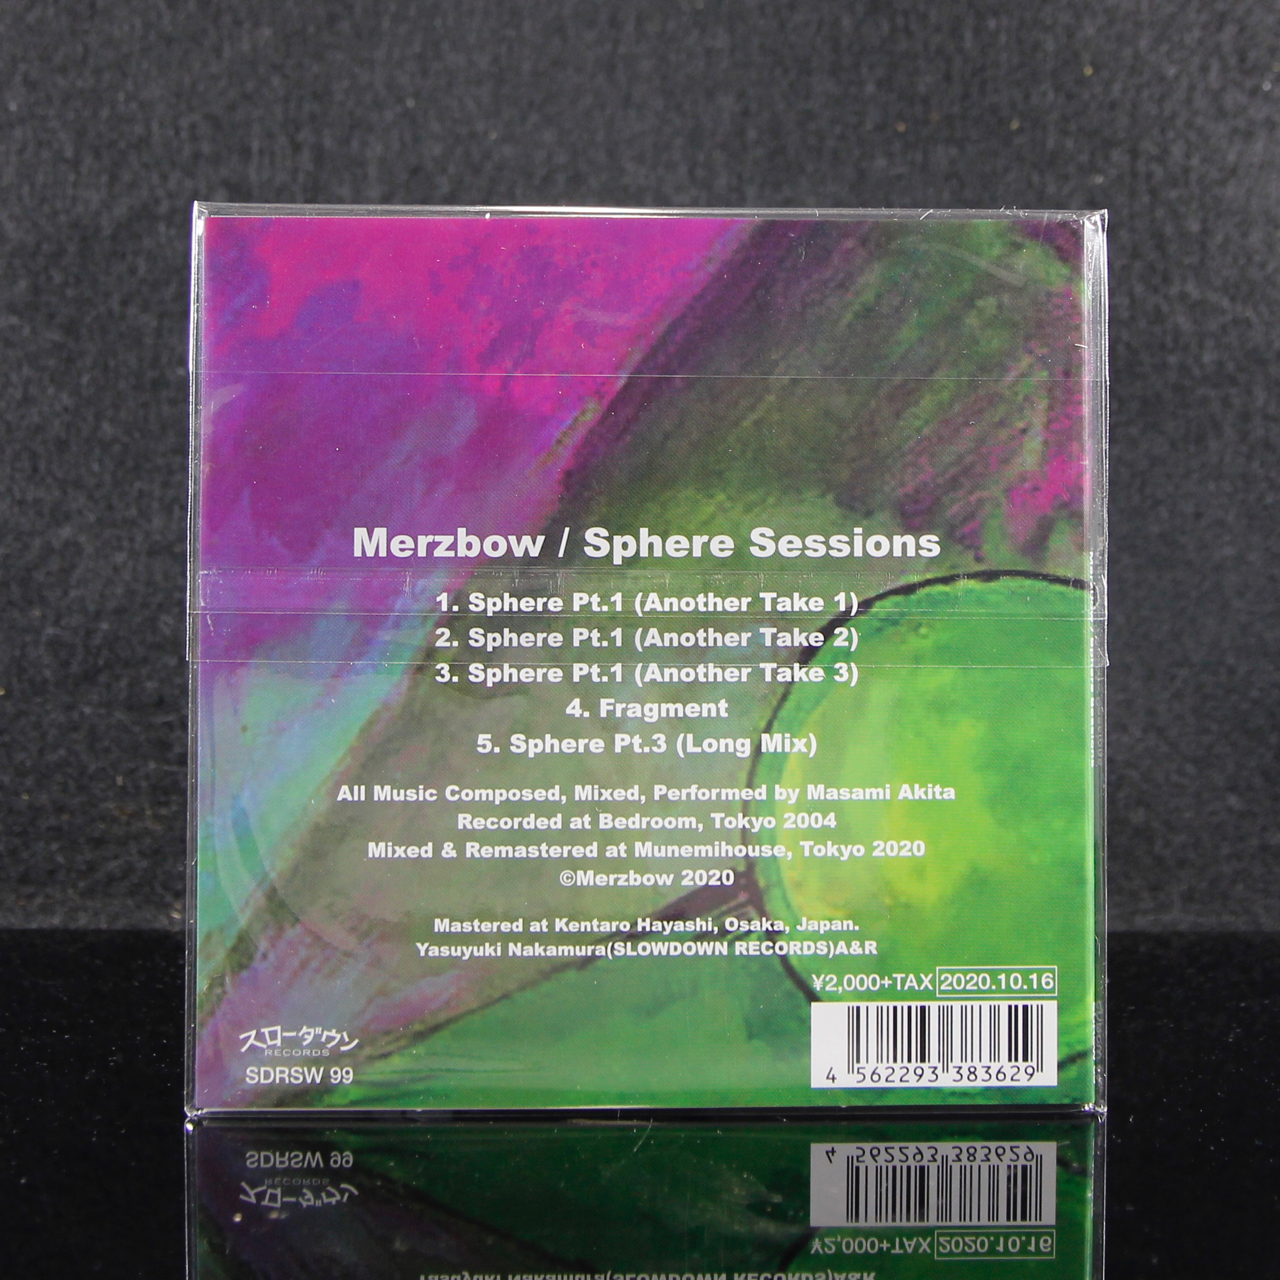 Merzbow / Sphere Sessions
1. Sphere Pt.1 (Another Take 1)
2. Sphere Pt.1 (Another Take 2)
3. Sphere Pt.1 (Another Take 3)
4. Fragment
5. Sphere Pt.3 (Long Mix)
All Music Composed, Mixed, Performed by Masami Akita
Recorded at Bedroom, Tokyo 2004
Mixed & Remastered at Munemihouse, Tokyo 2020
©Merzbow 2020
Mastered at Kentaro Hayashi, Osaka, Japan.
Yasuyuki Nakamura(SLOWDOWN RECORDS)A&R
¥2,000+TAX 2020.10.16
スローダウン
RECORDS
SDRSW 99
4 562293 383629